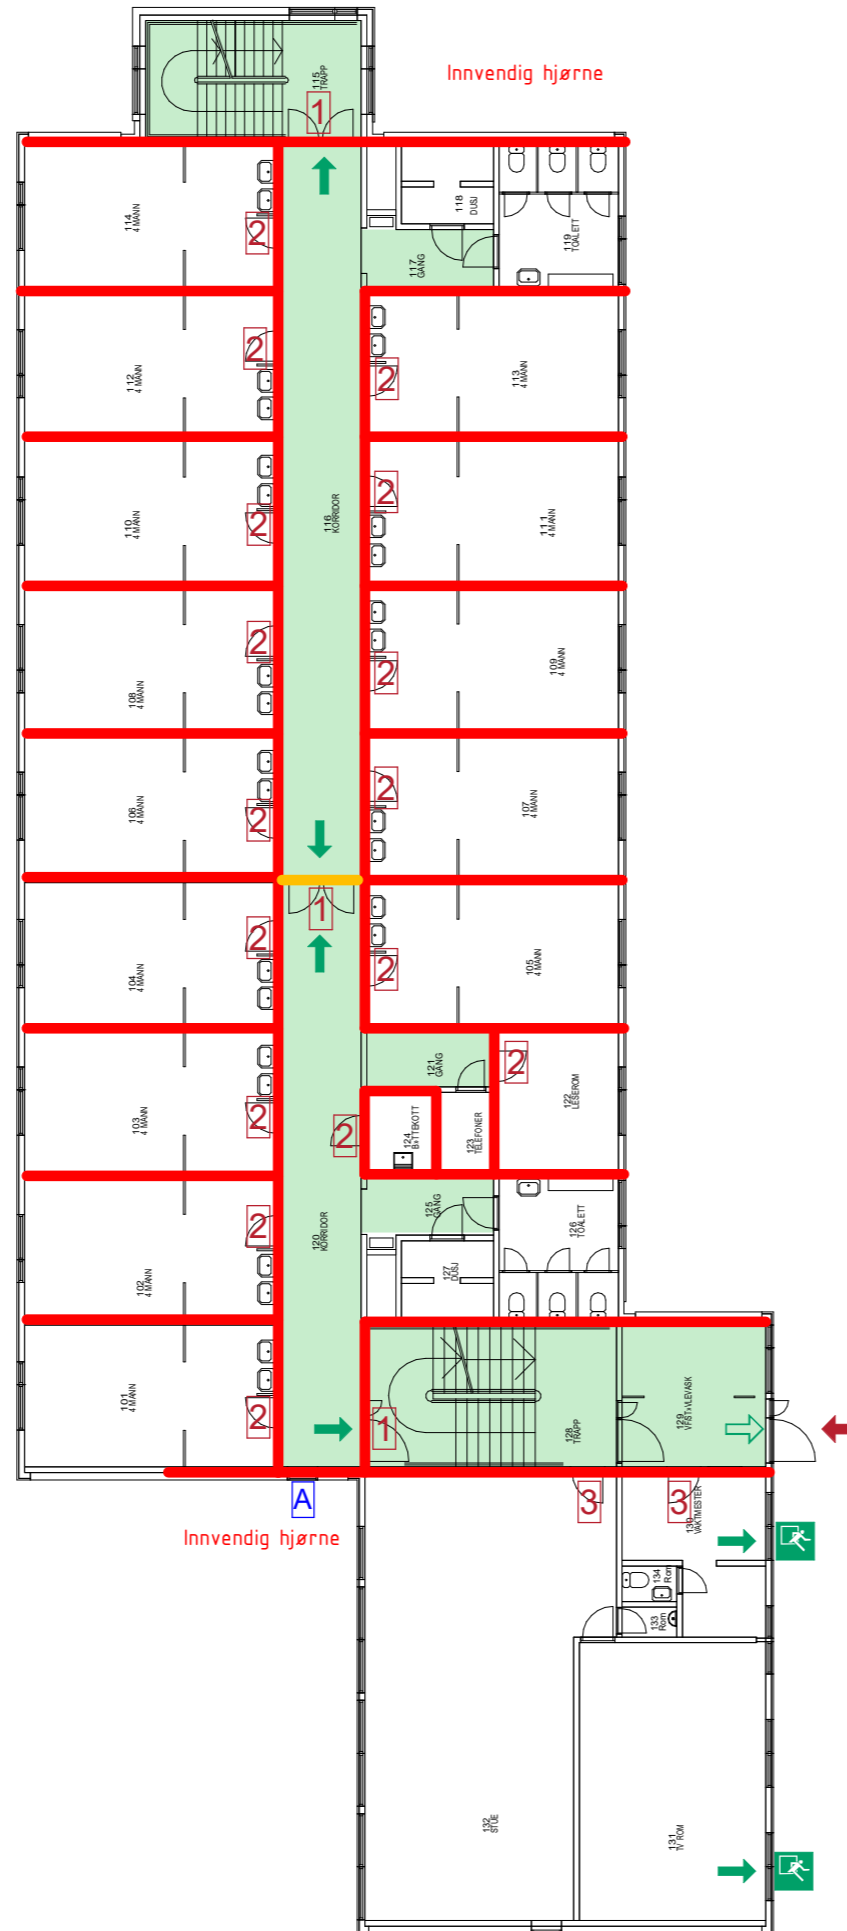 Innvendig hjørne
115
TRAPP
1
114
4 MANN
2
118
DUSJ
119
TOALETT
117
GANG
112
4 MANN
2
2
113
4 MANN
110
4 MANN
2
116
KORRIDOR
2
111
4 MANN
108
4 MANN
2
2
109
4 MANN
106
4 MANN
2
2
107
4 MANN
1
104
4 MANN
2
2
105
4 MANN
103
4 MANN
2
121
GANG
2
122
LESEROM
2
124
BXTTEKOTT
123
TELEFONER
102
4 MANN
2
120
KORRIDOR
125
GANG
126
TOALETT
127
DUSJ
101
4 MANN
2
1
128
TRAPP
129
A
3
3
130
VAKTMESTER
Innvendig hjørne
134
Rom
133
Rom
132
STUE
131
TV ROM